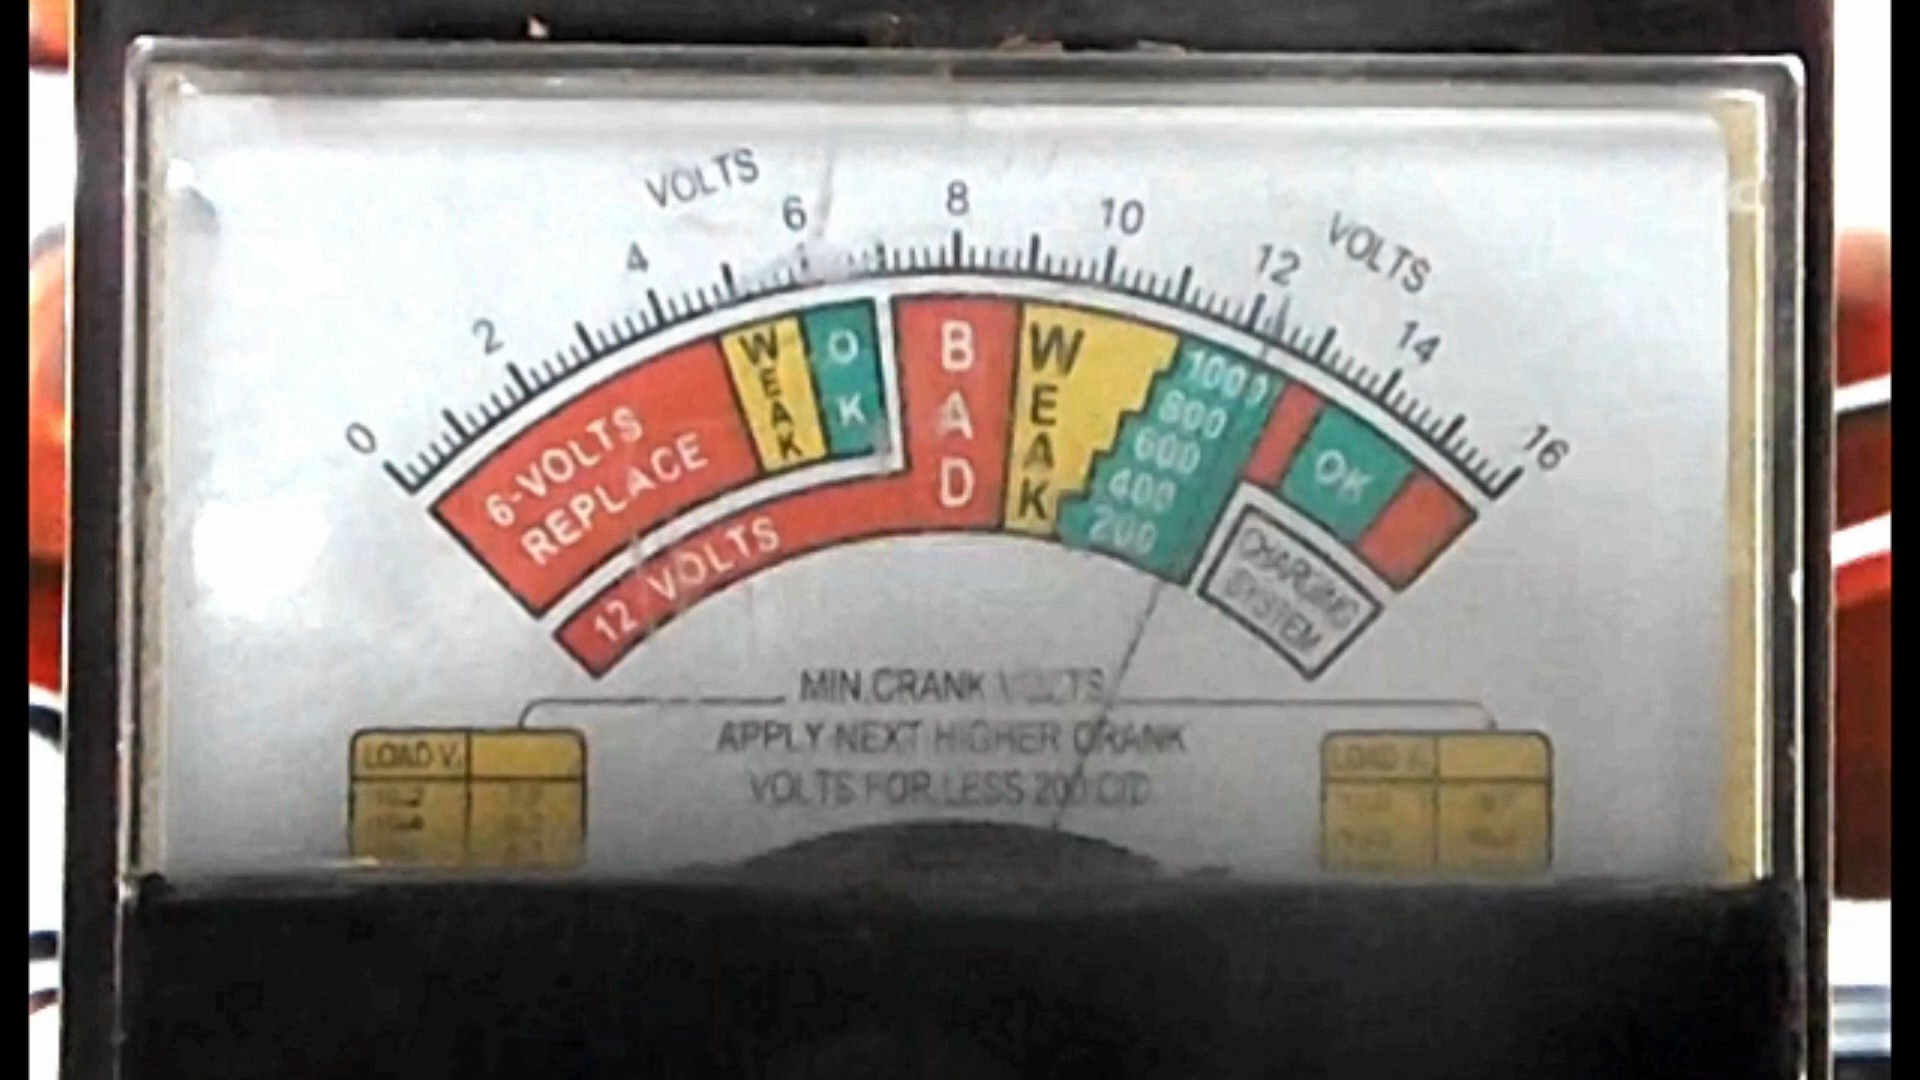 VOLTS
VOLTS
0 2 4 6 8 10 12 14 16
6-VOLTS
REPLACE
WEAK
OK
12 VOLTS
BAD
WEAK
1000
800
600
400
200
OK
CHARGING
SYSTEM
MIN.CRANK VOLTS
APPLY NEXT HIGHER CRANK
VOLTS FOR LESS 200
LOAD V.
LOAD